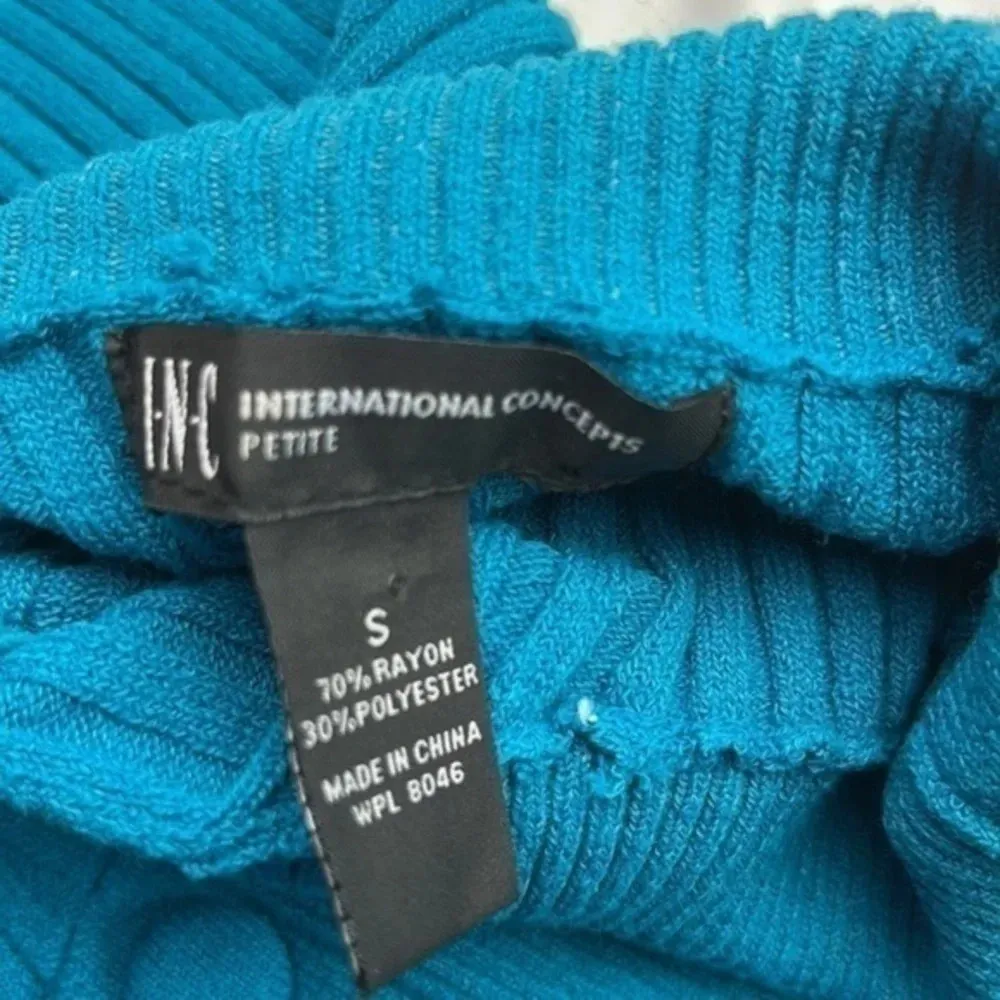 I·N·C INTERNATIONAL CONCEPTS
PETITE
S
70% RAYON
30% POLYESTER
MADE IN CHINA
WPL 8046